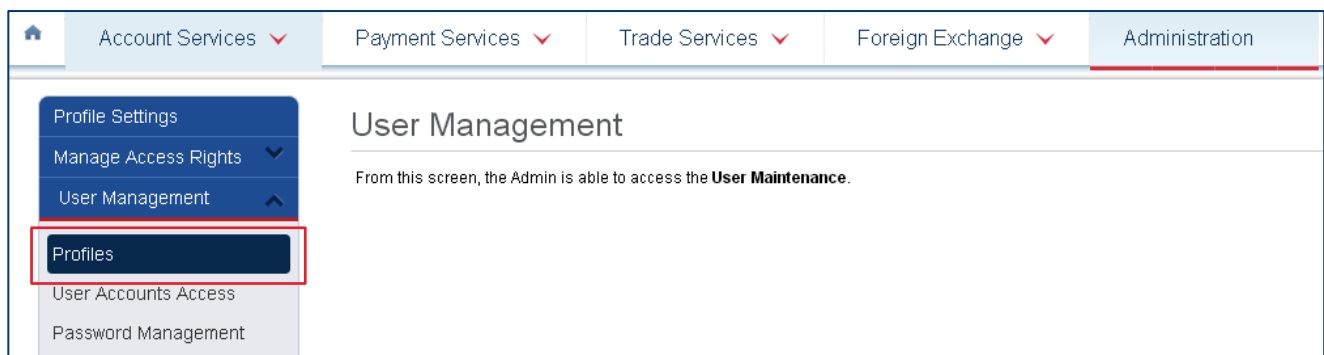 Account Services Payment Services Trade Services Foreign Exchange Administration
Profile Settings
Manage Access Rights
User Management
Profiles
User Accounts Access
Password Management
User Management
From this screen, the Admin is able to access the User Maintenance.